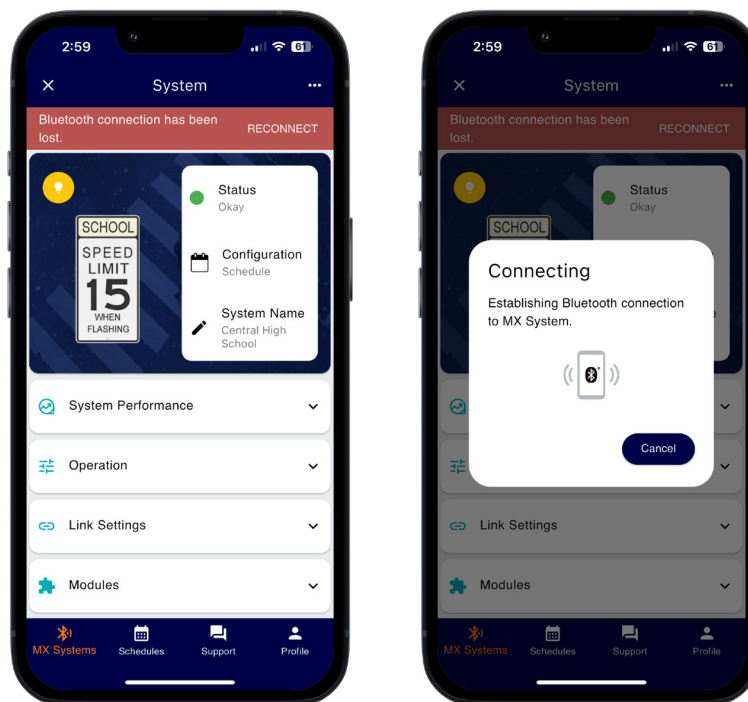 2:59
61
System
Bluetooth connection has been
lost.
RECONNECT
Status
Okay
SCHOOL
SPEED
LIMIT
15
WHEN
FLASHING
Configuration
Schedule
System Name
Central High
School
System Performance
Operation
Link Settings
Modules
MX Systems
Schedules
Support
Profile
2:59
61
System
Bluetooth connection has been
lost.
RECONNECT
Status
Okay
SCHOOL
Connecting
Establishing Bluetooth connection
to MX System.
Cancel
Link Settings
Modules
MX Systems
Schedules
Support
Profile